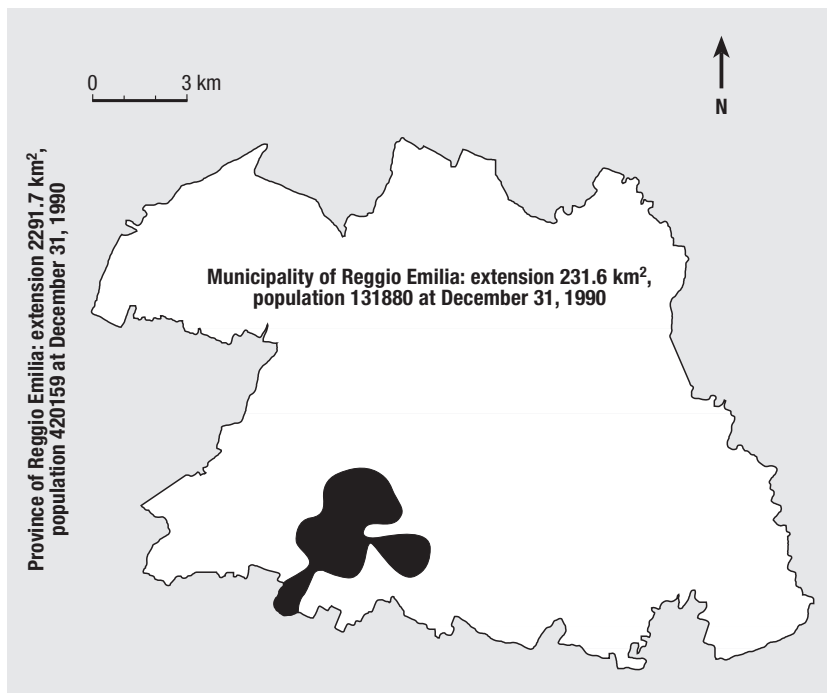 0 3 km
N
Province of Reggio Emilia: extension 2291.7 km²,
population 420159 at December 31, 1990
Municipality of Reggio Emilia: extension 231.6 km²,
population 131880 at December 31, 1990